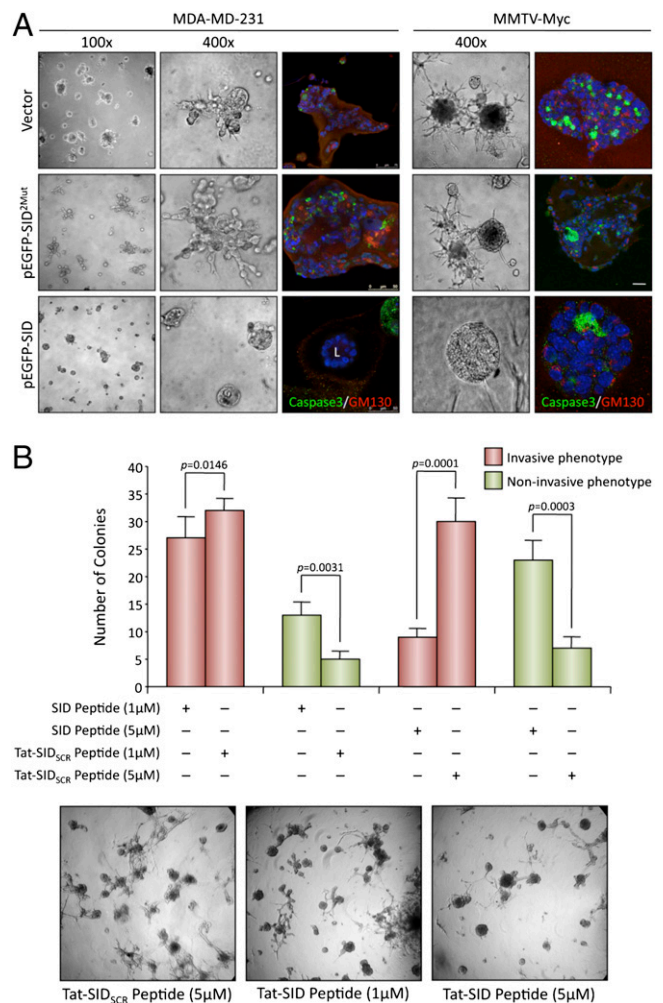 A
MDA-MD-231
MMTV-Myc
100x
400x
400x
Vector
pEGFP-SID2Mut
pEGFP-SID
L
Caspase3/GM130
Caspase3/GM130
B
Invasive phenotype
Non-invasive phenotype
Number of Colonies
40
35
30
25
20
15
10
5
0
p=0.0146
p=0.0031
p=0.0001
p=0.0003
SID Peptide (1µM) + – + – – – – –
SID Peptide (5µM) – – – – + – + –
Tat-SIDSCR Peptide (1µM) – + – + – – – –
Tat-SIDSCR Peptide (5µM) – – – – – + – +
Tat-SIDSCR Peptide (5µM)
Tat-SID Peptide (1µM)
Tat-SID Peptide (5µM)